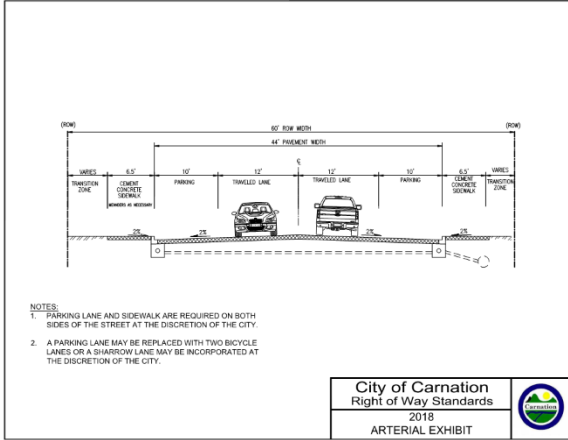 (ROW)
(ROW)
60' ROW WIDTH
44' PAVEMENT WIDTH
VARIES
6.5'
10'
12'
12'
10'
6.5'
VARIES
TRANSITION
ZONE
CEMENT
CONCRETE
SIDEWALK
MEANDERS AS NECESSARY
PARKING
TRAVELED LANE
TRAVELED LANE
PARKING
CEMENT
CONCRETE
SIDEWALK
TRANSITION
ZONE
2%
2%
2%
2%
NOTES:
1. PARKING LANE AND SIDEWALK ARE REQUIRED ON BOTH
SIDES OF THE STREET AT THE DISCRETION OF THE CITY.
2. A PARKING LANE MAY BE REPLACED WITH TWO BICYCLE
LANES OR A SHARROW LANE MAY BE INCORPORATED AT
THE DISCRETION OF THE CITY.
City of Carnation
Right of Way Standards
2018
ARTERIAL EXHIBIT
Carnation